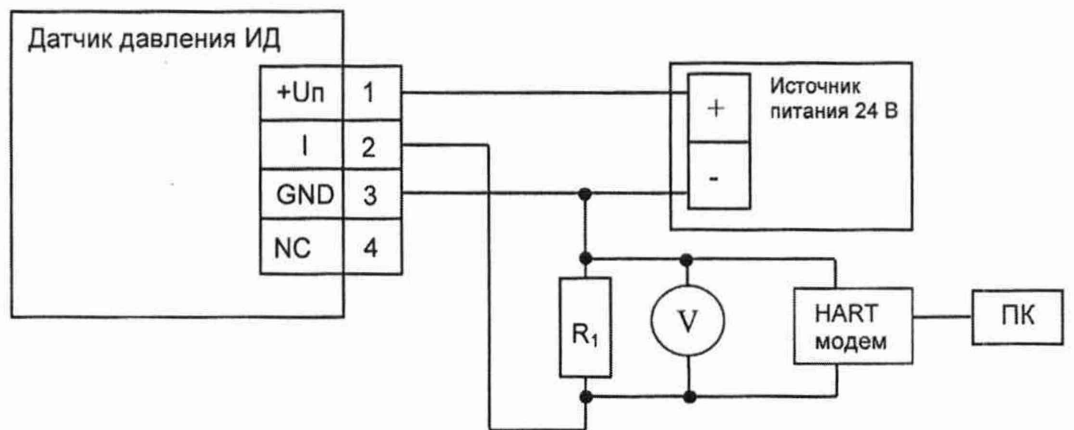 Датчик давления ИД
+Uп 1
I 2
GND 3
NC 4
+
-
Источник
питания 24 В
R₁
V
HART
модем
ПК